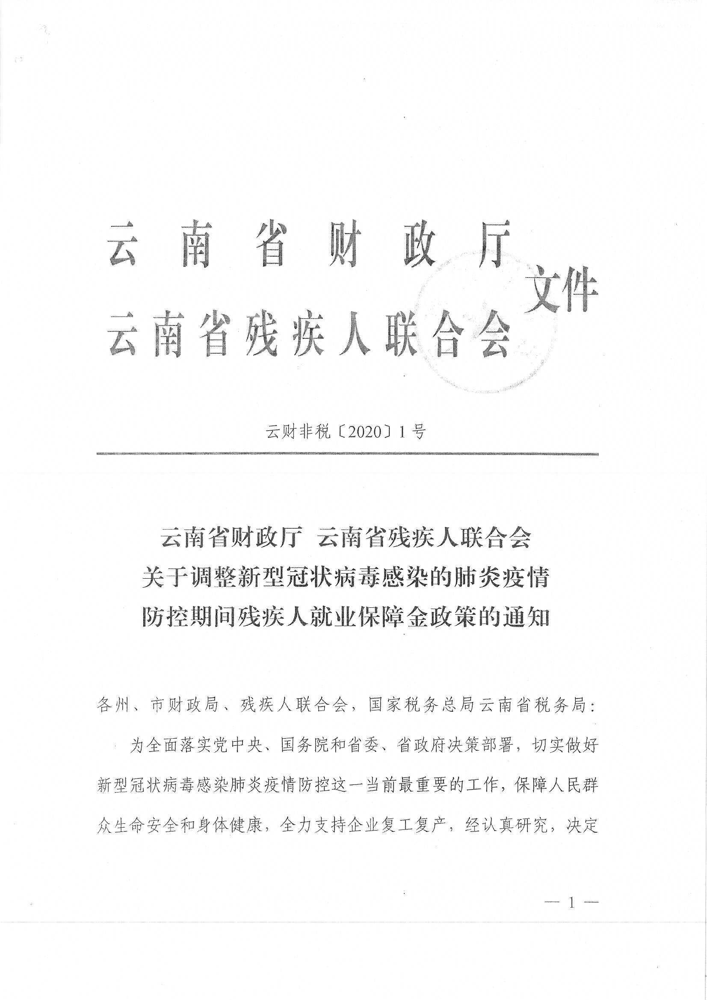 云南省财政厅
文件
云南省残疾人联合会
云财非税〔2020〕1号
云南省财政厅 云南省残疾人联合会
关于调整新型冠状病毒感染的肺炎疫情
防控期间残疾人就业保障金政策的通知
各州、市财政局、残疾人联合会，国家税务总局云南省税务局：
为全面落实党中央、国务院和省委、省政府决策部署，切实做好
新型冠状病毒感染肺炎疫情防控这一当前最重要的工作，保障人民群
众生命安全和身体健康，全力支持企业复工复产，经认真研究，决定
— 1 —